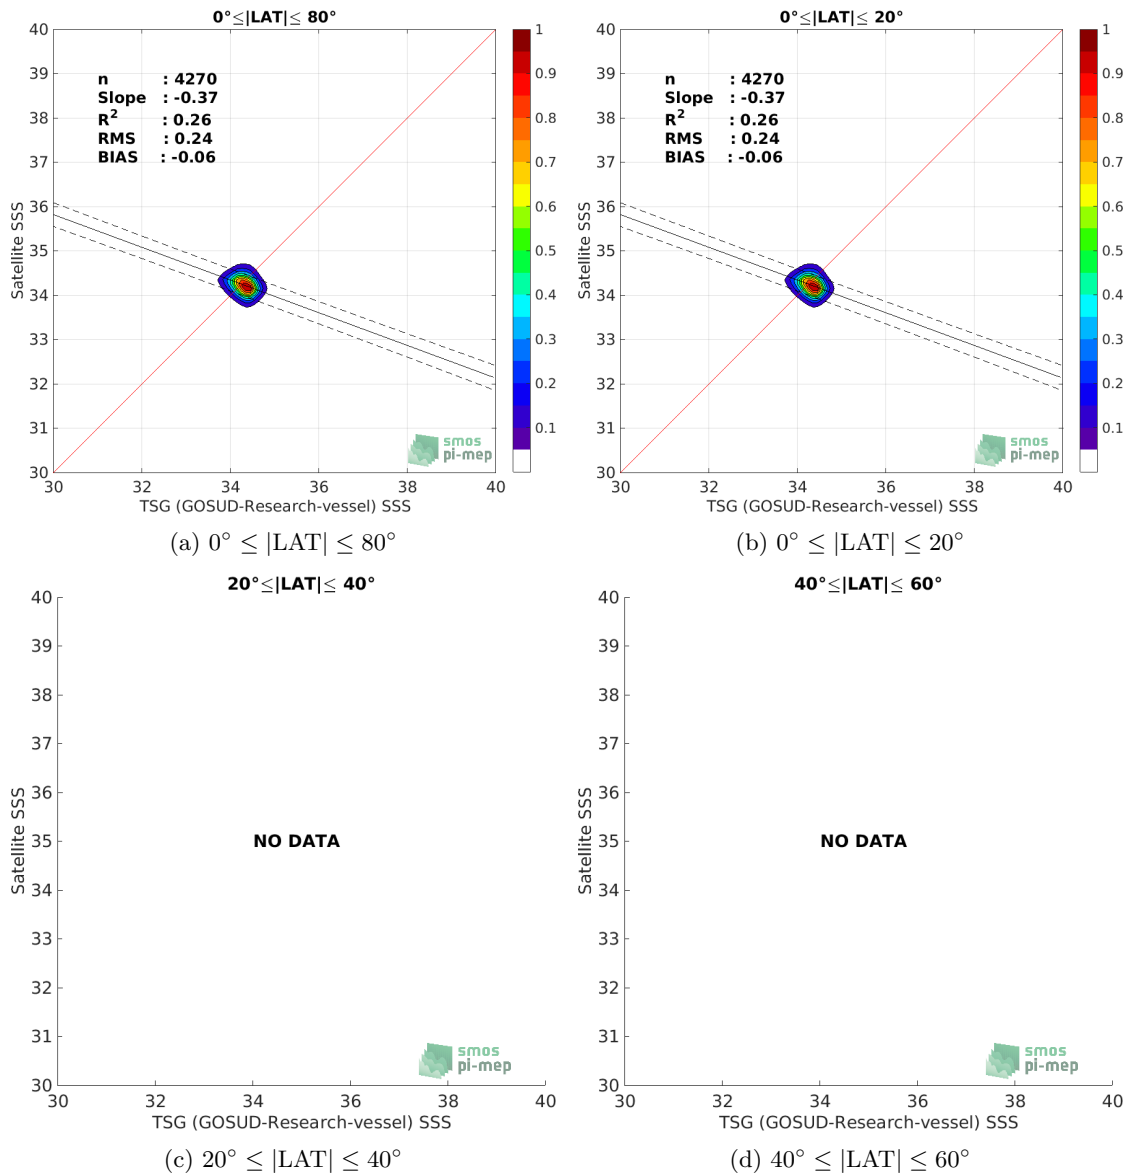 0°≤|LAT|≤ 80°
40
39
38
37
36
35
34
33
32
31
30
Satellite SSS
n : 4270
Slope : -0.37
R² : 0.26
RMS : 0.24
BIAS : -0.06
1
0.9
0.8
0.7
0.6
0.5
0.4
0.3
0.2
0.1
smos
pi-mep
30 32 34 36 38 40
TSG (GOSUD-Research-vessel) SSS
(a) 0° ≤ |LAT| ≤ 80°
0°≤|LAT|≤ 20°
40
39
38
37
36
35
34
33
32
31
30
Satellite SSS
n : 4270
Slope : -0.37
R² : 0.26
RMS : 0.24
BIAS : -0.06
1
0.9
0.8
0.7
0.6
0.5
0.4
0.3
0.2
0.1
smos
pi-mep
30 32 34 36 38 40
TSG (GOSUD-Research-vessel) SSS
(b) 0° ≤ |LAT| ≤ 20°
20°≤|LAT|≤ 40°
40
39
38
37
36
35
34
33
32
31
30
Satellite SSS
NO DATA
smos
pi-mep
30 32 34 36 38 40
TSG (GOSUD-Research-vessel) SSS
(c) 20° ≤ |LAT| ≤ 40°
40°≤|LAT|≤ 60°
40
39
38
37
36
35
34
33
32
31
30
Satellite SSS
NO DATA
smos
pi-mep
30 32 34 36 38 40
TSG (GOSUD-Research-vessel) SSS
(d) 40° ≤ |LAT| ≤ 60°